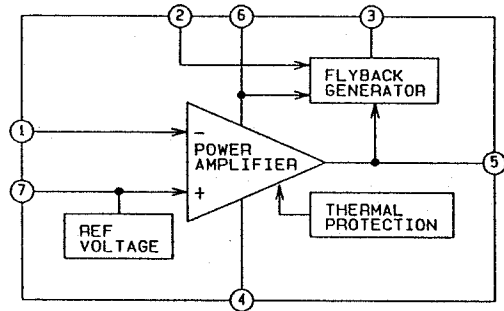 2
6
3
FLYBACK
GENERATOR
1
−
POWER
AMPLIFIER
5
7
+
REF
VOLTAGE
THERMAL
PROTECTION
4